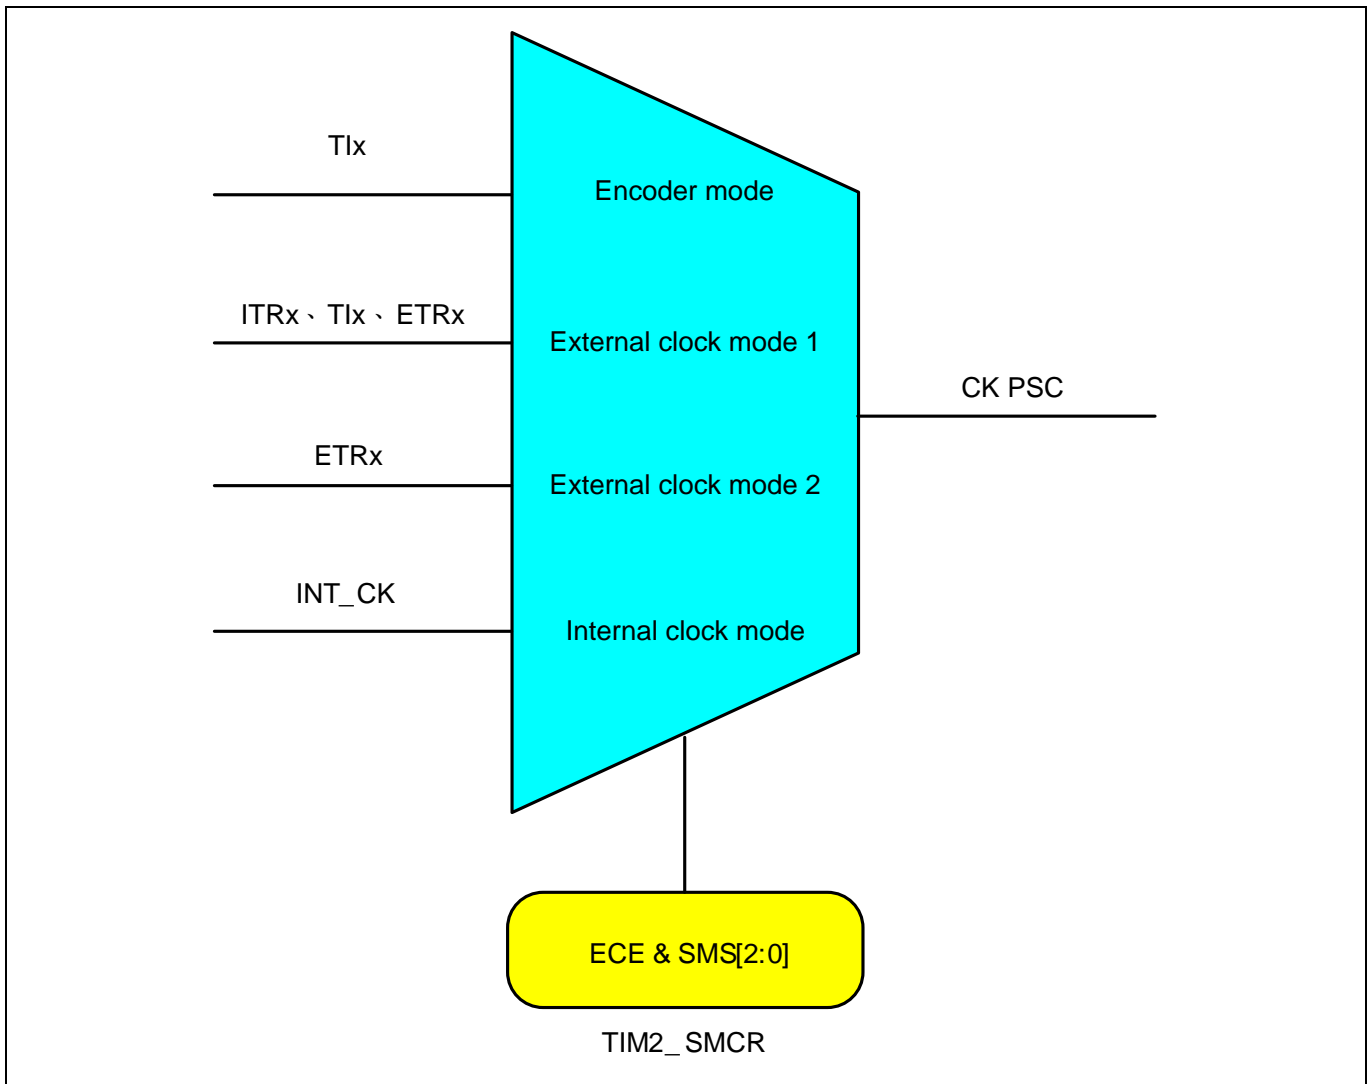 TIx
Encoder mode
ITRx、TIx、ETRx
External clock mode 1
CK PSC
ETRx
External clock mode 2
INT_CK
Internal clock mode
ECE & SMS[2:0]
TIM2_ SMCR